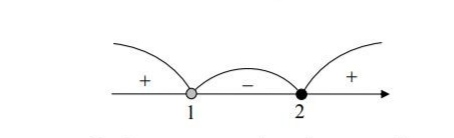 + − +
1 2